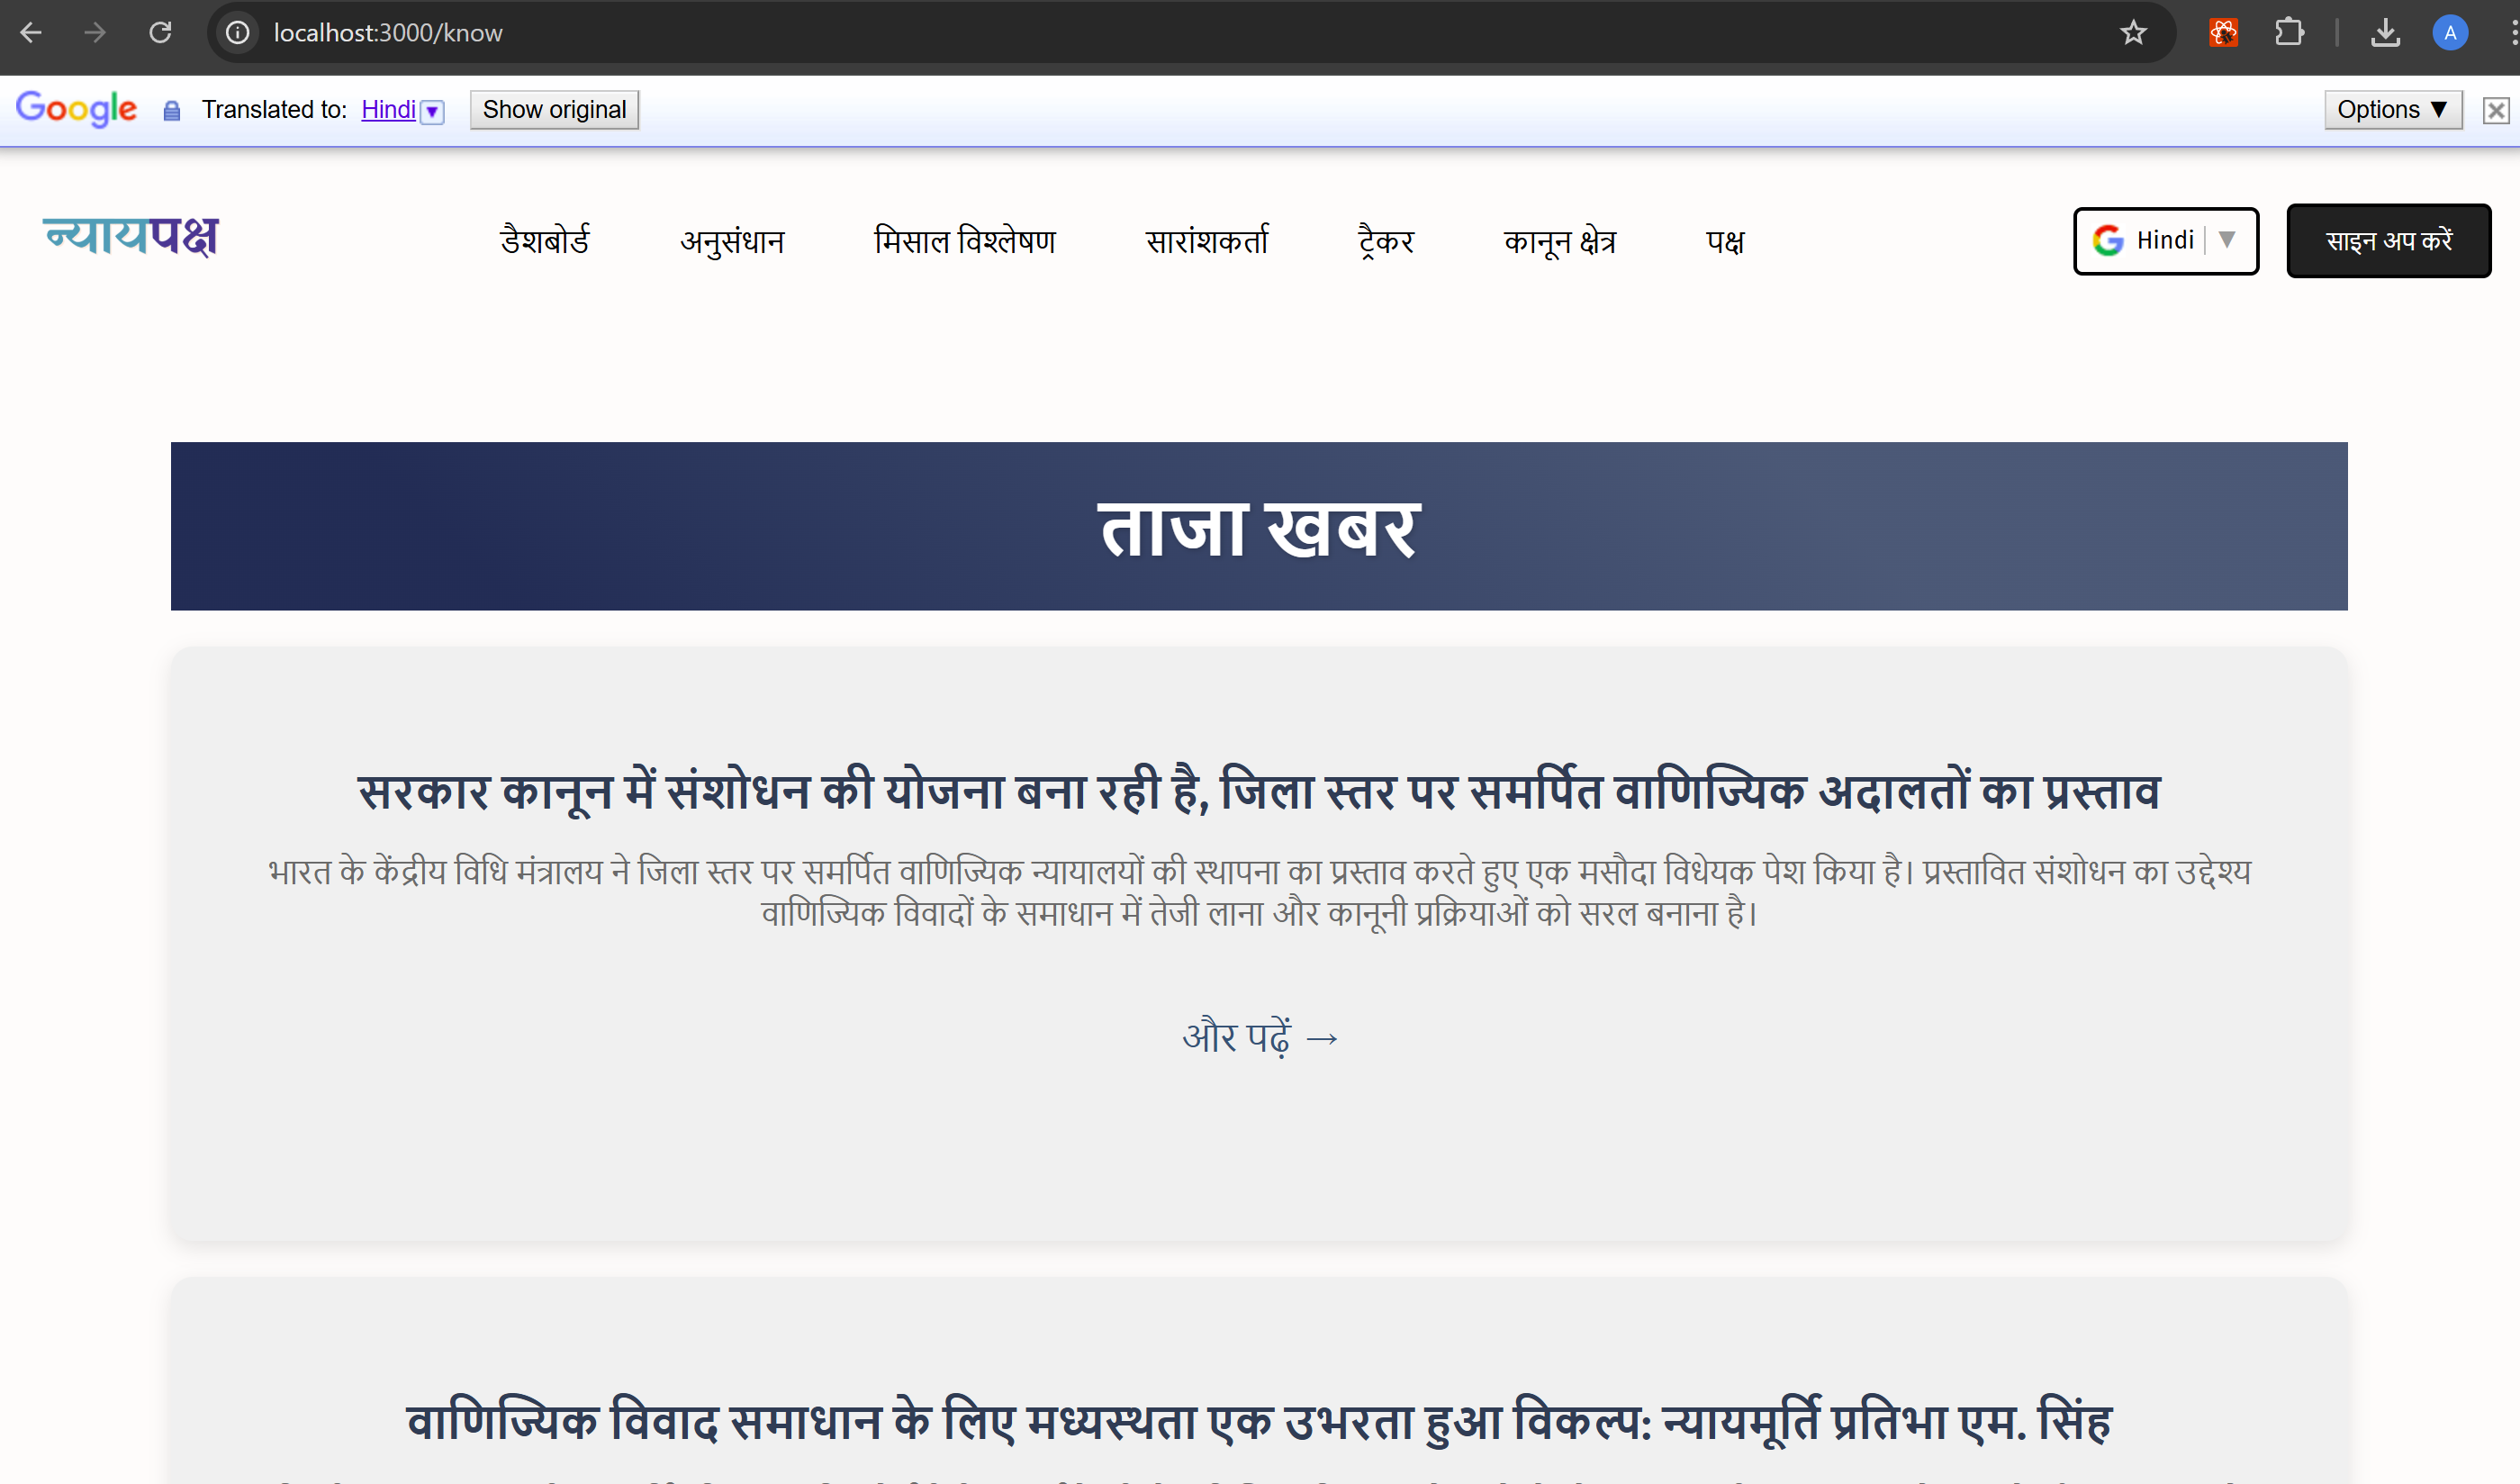 localhost:3000/know
A
Google Translated to: Hindi ▼ Show original Options ▼
न्यायपक्ष डैशबोर्ड अनुसंधान मिसाल विश्लेषण सारांशकर्ता ट्रैकर कानून क्षेत्र पक्ष Hindi ▼ साइन अप करें
ताजा खबर
सरकार कानून में संशोधन की योजना बना रही है, जिला स्तर पर समर्पित वाणिज्यिक अदालतों का प्रस्ताव
भारत के केंद्रीय विधि मंत्रालय ने जिला स्तर पर समर्पित वाणिज्यिक न्यायालयों की स्थापना का प्रस्ताव करते हुए एक मसौदा विधेयक पेश किया है। प्रस्तावित संशोधन का उद्देश्य
वाणिज्यिक विवादों के समाधान में तेजी लाना और कानूनी प्रक्रियाओं को सरल बनाना है।
और पढ़ें →
वाणिज्यिक विवाद समाधान के लिए मध्यस्थता एक उभरता हुआ विकल्प: न्यायमूर्ति प्रतिभा एम. सिंह